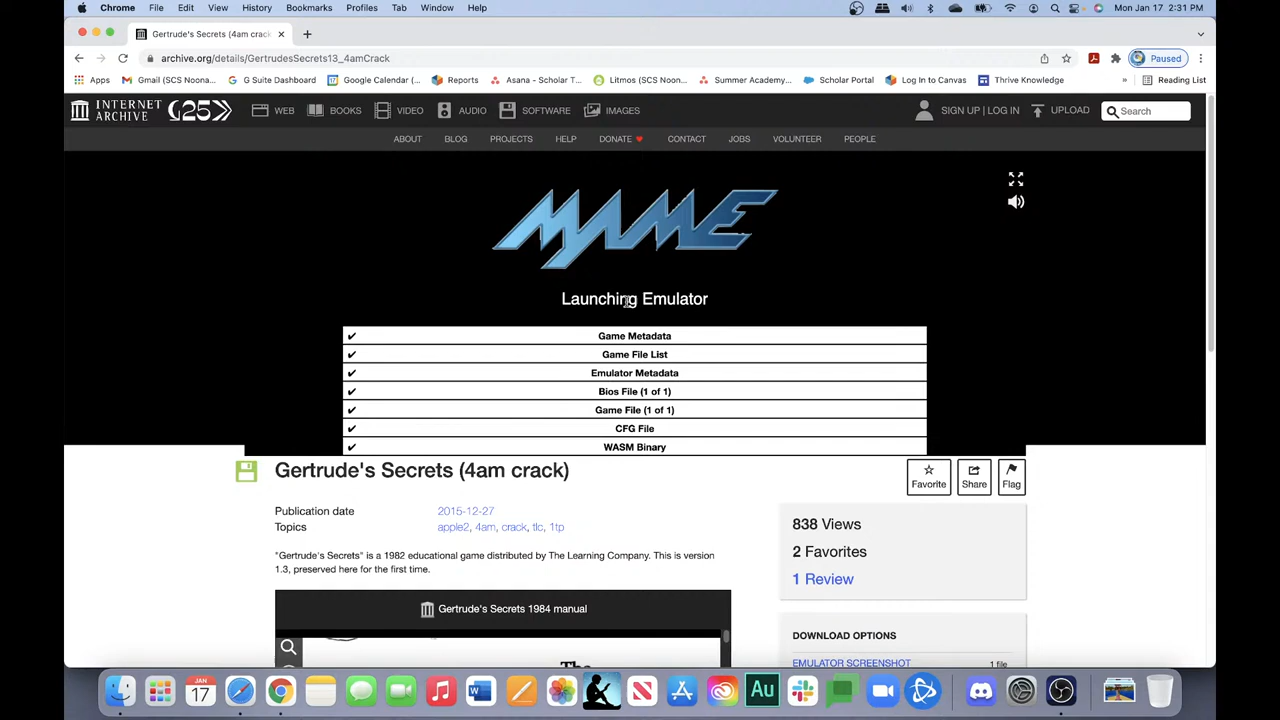 Chrome File Edit View History Bookmarks Profiles Tab Window Help Mon Jan 17 2:31 PM
Gertrude's Secrets (4am crack)
archive.org/details/GertrudesSecrets13_4amCrack Paused
Apps Gmail (SCS Noona... G Suite Dashboard Google Calendar (... Reports Asana - Scholar T... Litmos (SCS Noon... Summer Academy... Scholar Portal Log In to Canvas Thrive Knowledge » Reading List
INTERNET ARCHIVE 25 WEB BOOKS VIDEO AUDIO SOFTWARE IMAGES SIGN UP | LOG IN UPLOAD Search
ABOUT BLOG PROJECTS HELP DONATE CONTACT JOBS VOLUNTEER PEOPLE
MAME
Launching Emulator
✔ Game Metadata
✔ Game File List
✔ Emulator Metadata
✔ Bios File (1 of 1)
✔ Game File (1 of 1)
✔ CFG File
✔ WASM Binary
Gertrude's Secrets (4am crack)
Favorite Share Flag
Publication date 2015-12-27
Topics apple2, 4am, crack, tlc, 1tp
"Gertrude's Secrets" is a 1982 educational game distributed by The Learning Company. This is version
1.3, preserved here for the first time.
838 Views
2 Favorites
1 Review
Gertrude's Secrets 1984 manual
The
DOWNLOAD OPTIONS
EMULATOR SCREENSHOT 1 file
JAN
17
W
N
Au